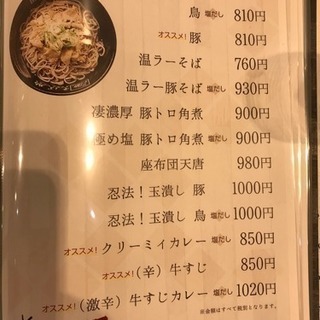 鳥 塩だし 810円
オススメ! 豚 810円
温ラーそば 760円
温ラー豚そば 塩だし 930円
凄濃厚 豚トロ角煮 900円
極め塩 豚トロ角煮 塩だし 900円
座布団天唐 980円
忍法！玉潰し 豚 1000円
忍法！玉潰し 鳥 塩だし 1000円
オススメ! クリーミィカレー 塩だし 850円
オススメ! （辛）牛すじ 850円
オススメ! （激辛）牛すじカレー 塩だし 1020円
※金額はすべて税別となります。